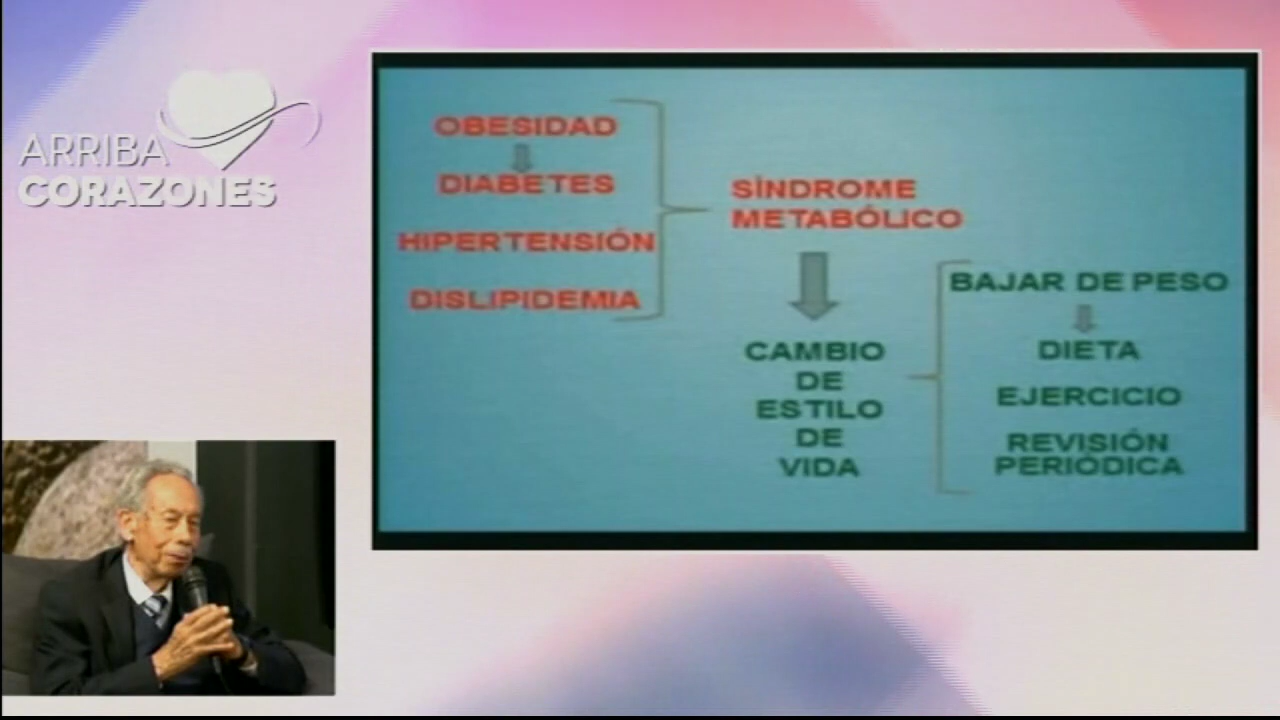 ARRIBA
CORAZONES
OBESIDAD
DIABETES
HIPERTENSIÓN
DISLIPIDEMIA
SÍNDROME
METABÓLICO
CAMBIO
DE
ESTILO
DE
VIDA
BAJAR DE PESO
DIETA
EJERCICIO
REVISIÓN
PERIÓDICA